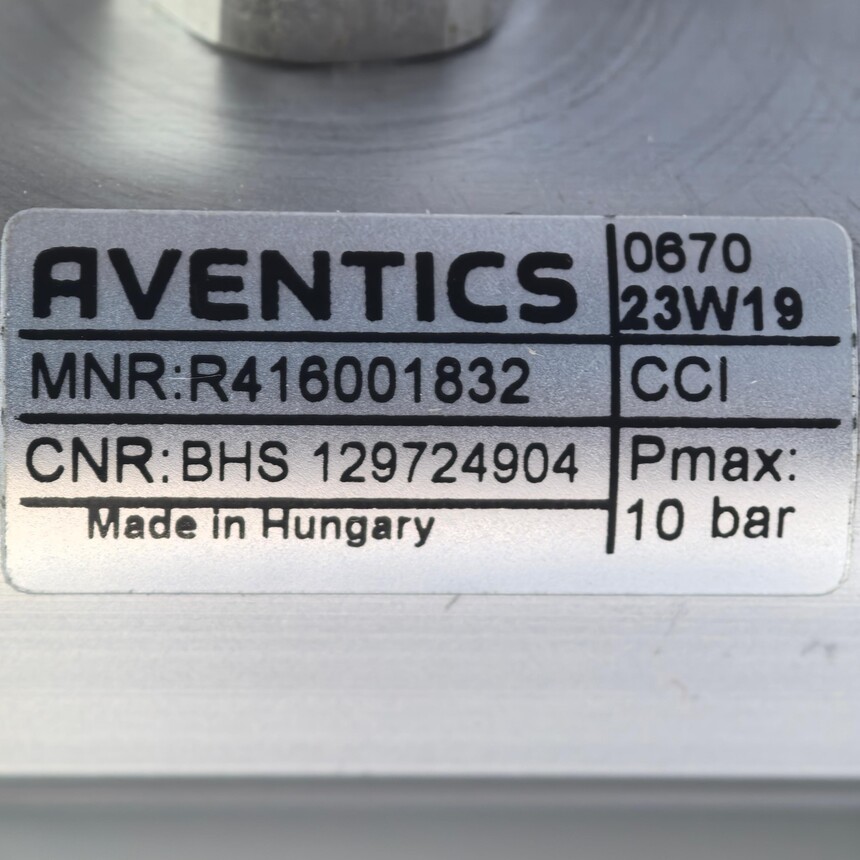 AVENTICS
0670
23W19
MNR:R416001832
CCI
CNR:BHS 129724904
Pmax:
10 bar
Made in Hungary